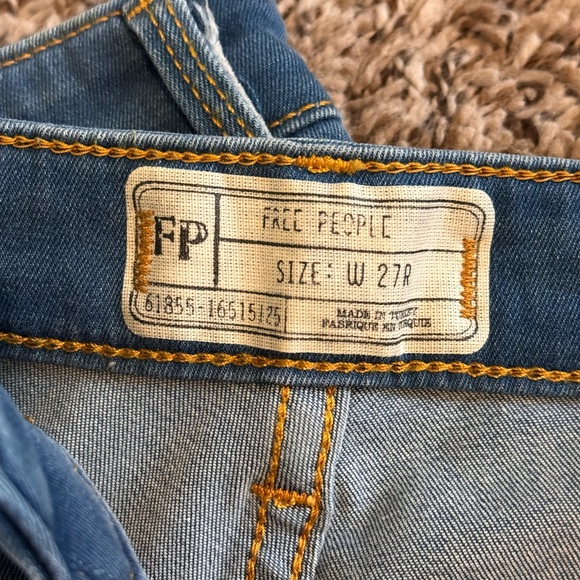 FP
FREE PEOPLE
SIZE: W 27R
61855-16515125
MADE IN TURKEY
FABRIQUE EN TURQUIE